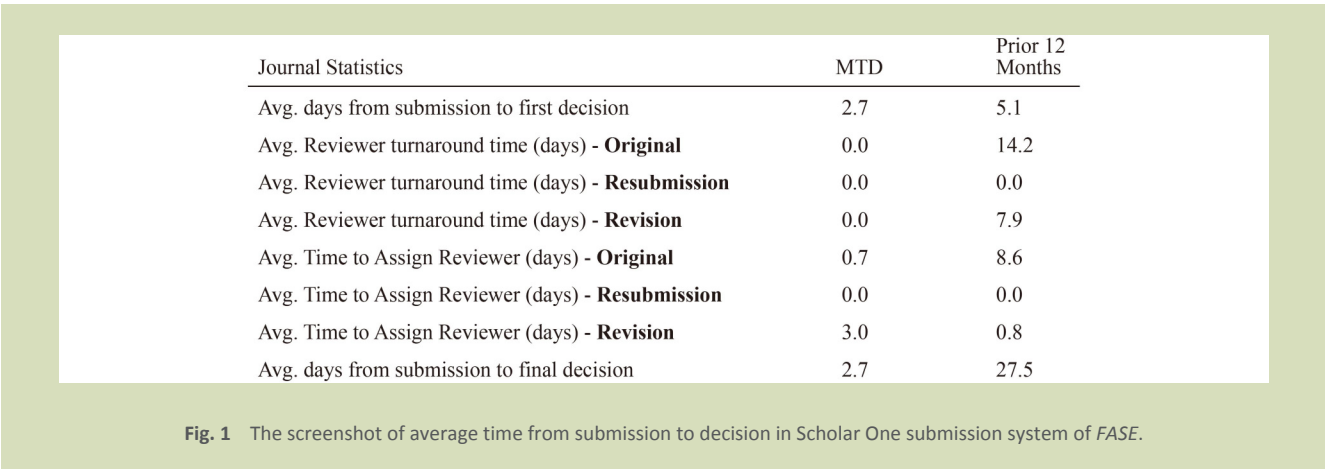 Prior 12
Journal Statistics MTD Months
Avg. days from submission to first decision 2.7 5.1
Avg. Reviewer turnaround time (days) - Original 0.0 14.2
Avg. Reviewer turnaround time (days) - Resubmission 0.0 0.0
Avg. Reviewer turnaround time (days) - Revision 0.0 7.9
Avg. Time to Assign Reviewer (days) - Original 0.7 8.6
Avg. Time to Assign Reviewer (days) - Resubmission 0.0 0.0
Avg. Time to Assign Reviewer (days) - Revision 3.0 0.8
Avg. days from submission to final decision 2.7 27.5
Fig. 1 The screenshot of average time from submission to decision in Scholar One submission system of FASE.